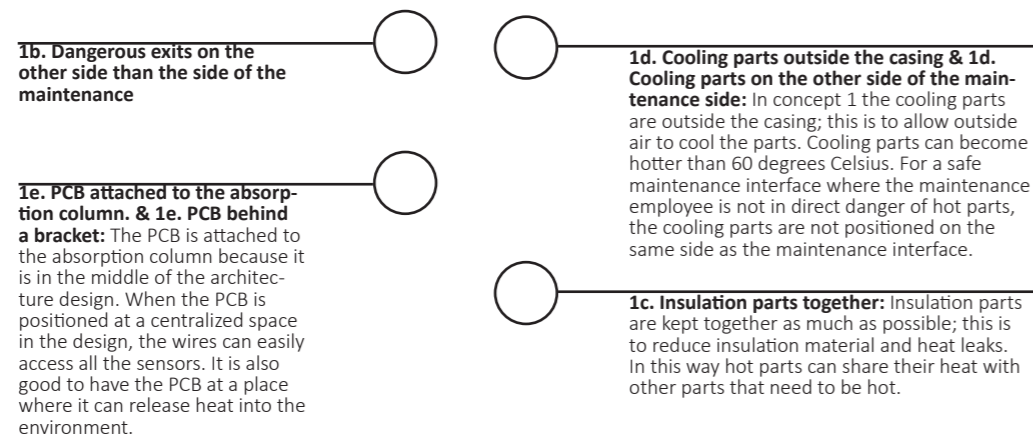 1b. Dangerous exits on the
other side than the side of the
maintenance
1e. PCB attached to the absorp-
tion column. & 1e. PCB behind
a bracket: The PCB is attached to
the absorption column because it
is in the middle of the architec-
ture design. When the PCB is
positioned at a centralized space
in the design, the wires can easily
access all the sensors. It is also
good to have the PCB at a place
where it can release heat into the
environment.
1d. Cooling parts outside the casing & 1d.
Cooling parts on the other side of the main-
tenance side: In concept 1 the cooling parts
are outside the casing; this is to allow outside
air to cool the parts. Cooling parts can become
hotter than 60 degrees Celsius. For a safe
maintenance interface where the maintenance
employee is not in direct danger of hot parts,
the cooling parts are not positioned on the
same side as the maintenance interface.
1c. Insulation parts together: Insulation parts
are kept together as much as possible; this is
to reduce insulation material and heat leaks.
In this way hot parts can share their heat with
other parts that need to be hot.